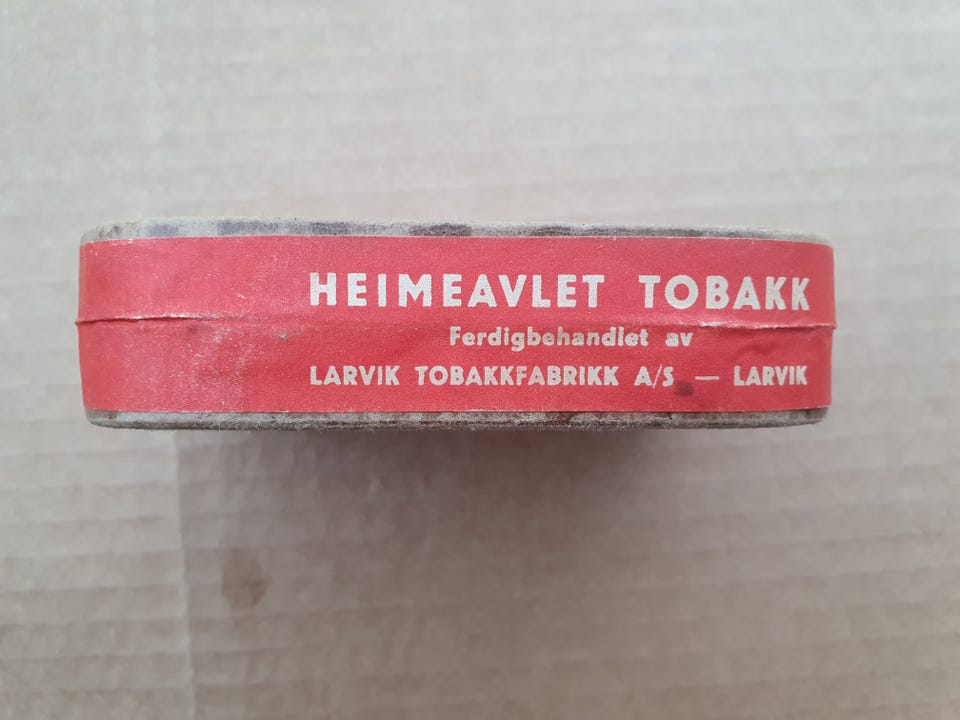 HEIMEAVLET TOBAKK
Ferdigbehandlet av
LARVIK TOBAKKFABRIKK A/S — LARVIK